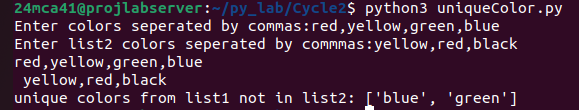 24mca41@projlabserver:~/py_lab/Cycle2$ python3 uniqueColor.py
Enter colors seperated by commas:red,yellow,green,blue
Enter list2 colors seperated by commmas:yellow,red,black
red,yellow,green,blue
 yellow,red,black
unique colors from list1 not in list2: ['blue', 'green']